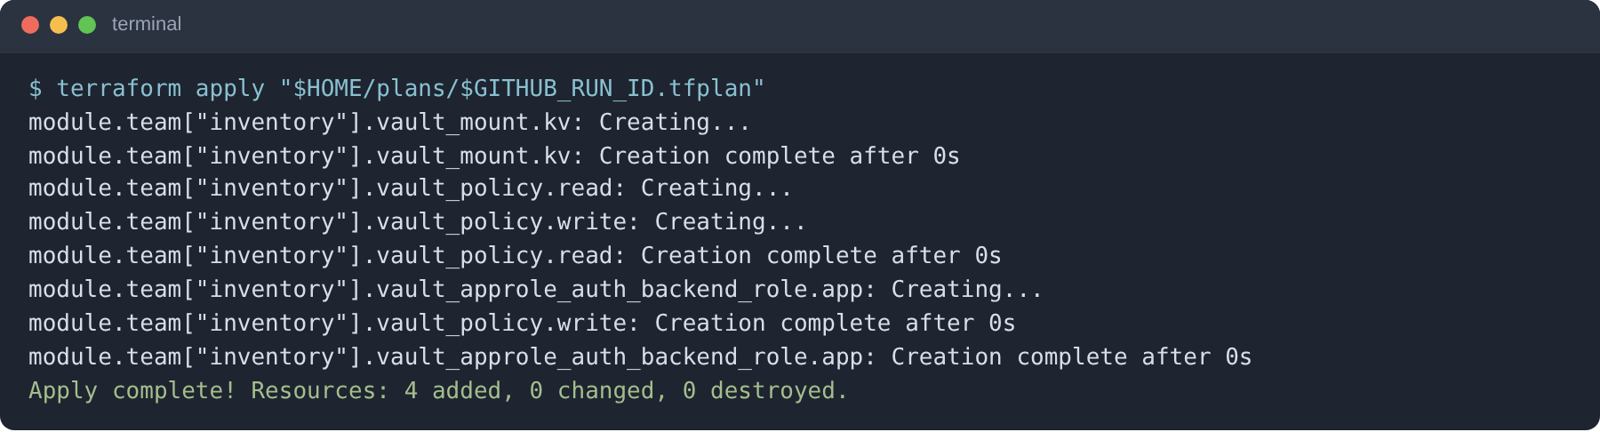 terminal
$ terraform apply "$HOME/plans/$GITHUB_RUN_ID.tfplan"
module.team["inventory"].vault_mount.kv: Creating...
module.team["inventory"].vault_mount.kv: Creation complete after 0s
module.team["inventory"].vault_policy.read: Creating...
module.team["inventory"].vault_policy.write: Creating...
module.team["inventory"].vault_policy.read: Creation complete after 0s
module.team["inventory"].vault_approle_auth_backend_role.app: Creating...
module.team["inventory"].vault_policy.write: Creation complete after 0s
module.team["inventory"].vault_approle_auth_backend_role.app: Creation complete after 0s
Apply complete! Resources: 4 added, 0 changed, 0 destroyed.